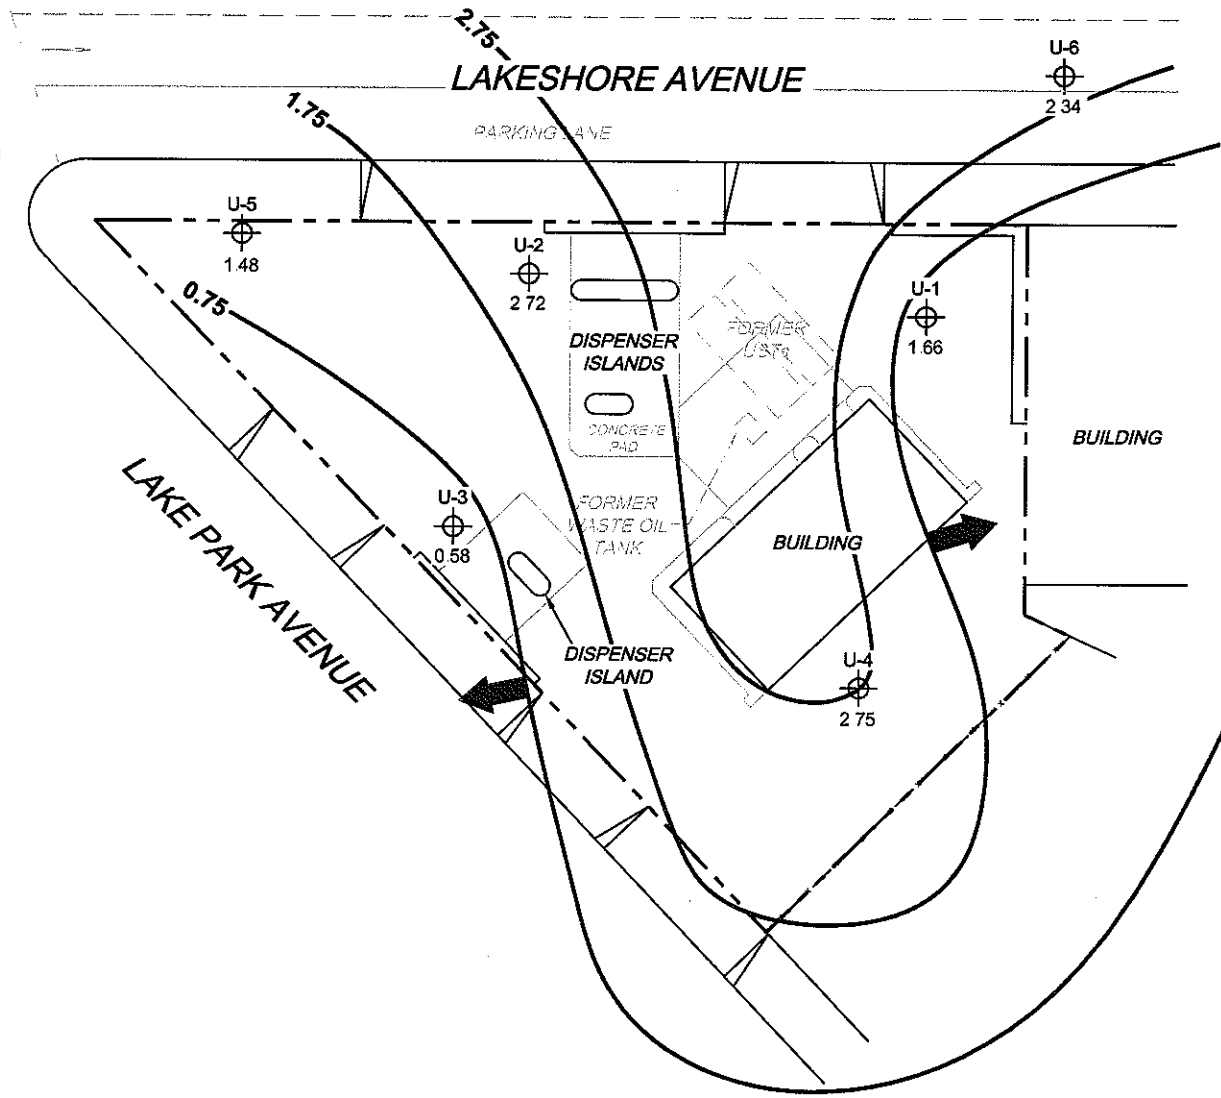 2.75
LAKESHORE AVENUE
U-6
2 34
1.75
PARKING LANE
U-5
1.48
U-2
2 72
0.75
U-1
1.66
DISPENSER
ISLANDS
FORMER
USTs
CONCRETE
PAD
BUILDING
LAKE PARK AVENUE
U-3
0.58
FORMER
WASTE OIL
TANK
BUILDING
DISPENSER
ISLAND
U-4
2 75